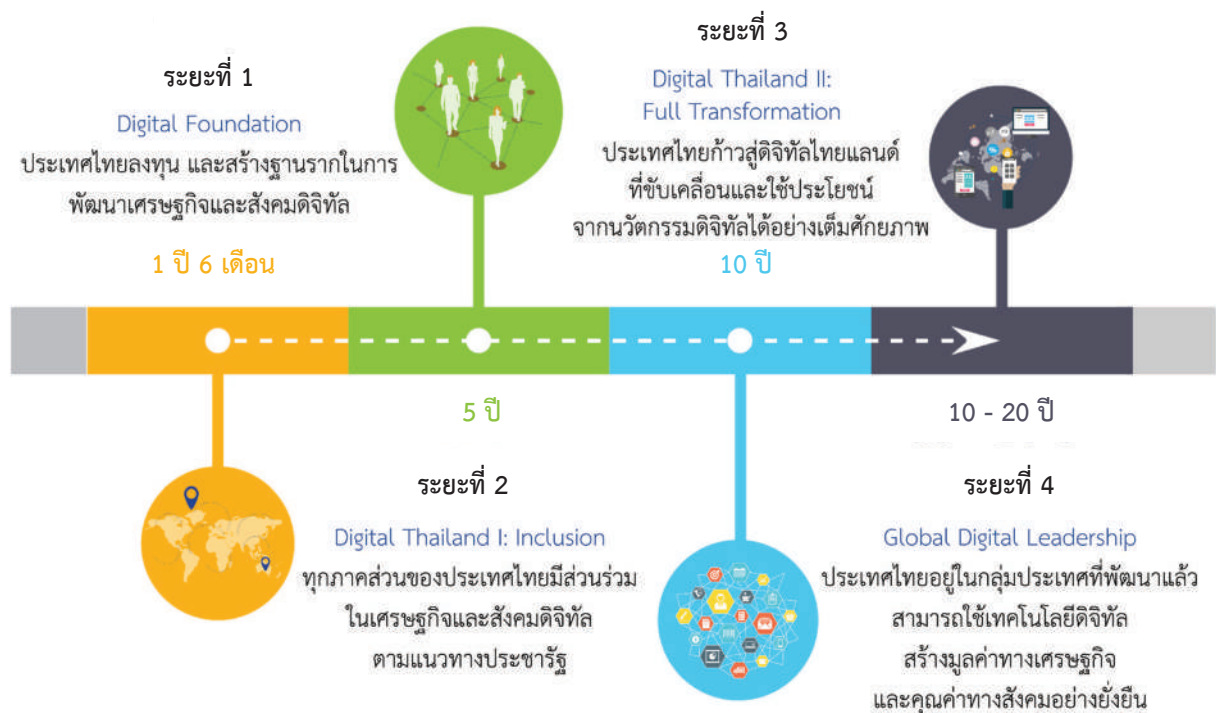 ระยะที่ 1
Digital Foundation
ประเทศไทยลงทุน และสร้างฐานรากในการ
พัฒนาเศรษฐกิจและสังคมดิจิทัล
1 ปี 6 เดือน
5 ปี
ระยะที่ 2
Digital Thailand I: Inclusion
ทุกภาคส่วนของประเทศไทยมีส่วนร่วม
ในเศรษฐกิจและสังคมดิจิทัล
ตามแนวทางประชารัฐ
ระยะที่ 3
Digital Thailand II:
Full Transformation
ประเทศไทยก้าวสู่ดิจิทัลไทยแลนด์
ที่ขับเคลื่อนและใช้ประโยชน์
จากนวัตกรรมดิจิทัลได้อย่างเต็มศักยภาพ
10 ปี
10 - 20 ปี
ระยะที่ 4
Global Digital Leadership
ประเทศไทยอยู่ในกลุ่มประเทศที่พัฒนาแล้ว
สามารถใช้เทคโนโลยีดิจิทัล
สร้างมูลค่าทางเศรษฐกิจ
และคุณค่าทางสังคมอย่างยั่งยืน